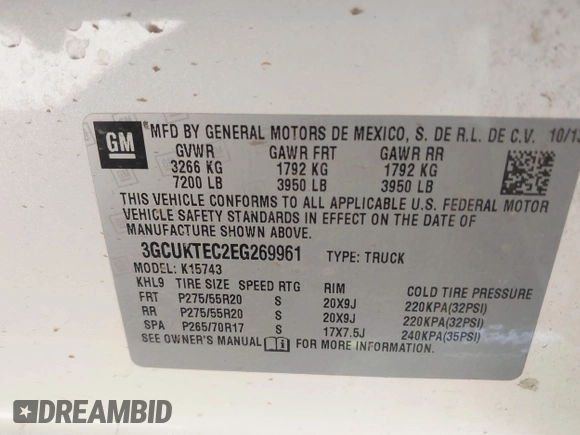 GM
® MFD BY GENERAL MOTORS DE MEXICO, S. DE R.L. DE C.V. 10/13
GVWR GAWR FRT GAWR RR
3266 KG 1792 KG 1792 KG
7200 LB 3950 LB 3950 LB
THIS VEHICLE CONFORMS TO ALL APPLICABLE U.S. FEDERAL MOTOR
VEHICLE SAFETY STANDARDS IN EFFECT ON THE DATE OF
MANUFACTURE SHOWN ABOVE.
3GCUKTEC2EG269961 TYPE: TRUCK
MODEL: K15743
KHL9 TIRE SIZE SPEED RTG RIM COLD TIRE PRESSURE
FRT P275/55R20 S 20X9J 220KPA(32PSI)
RR P275/55R20 S 20X9J 220KPA(32PSI)
SPA P265/70R17 S 17X7.5J 240KPA(35PSI)
SEE OWNER'S MANUAL FOR MORE INFORMATION.
DREAMBID